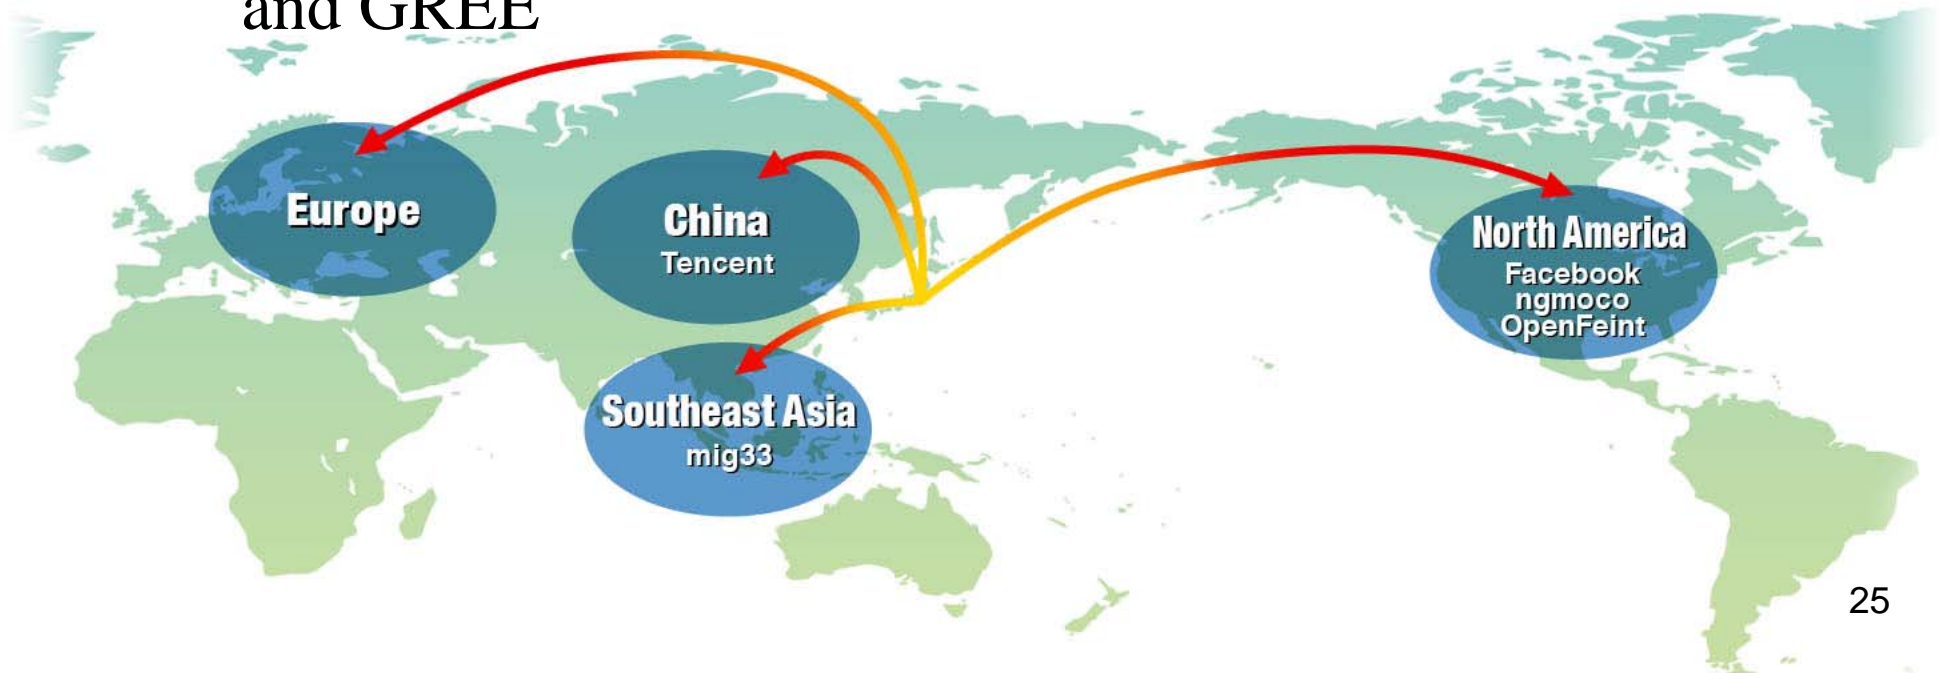 and GREE
Europe
China
Tencent
Southeast Asia
mig33
North America
Facebook
ngmoco
OpenFeint
25